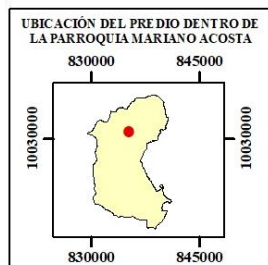 UBICACIÓN DEL PREDIO DENTRO DE
LA PARROQUIA MARIANO ACOSTA
830000 845000
10030000 10030000
830000 845000